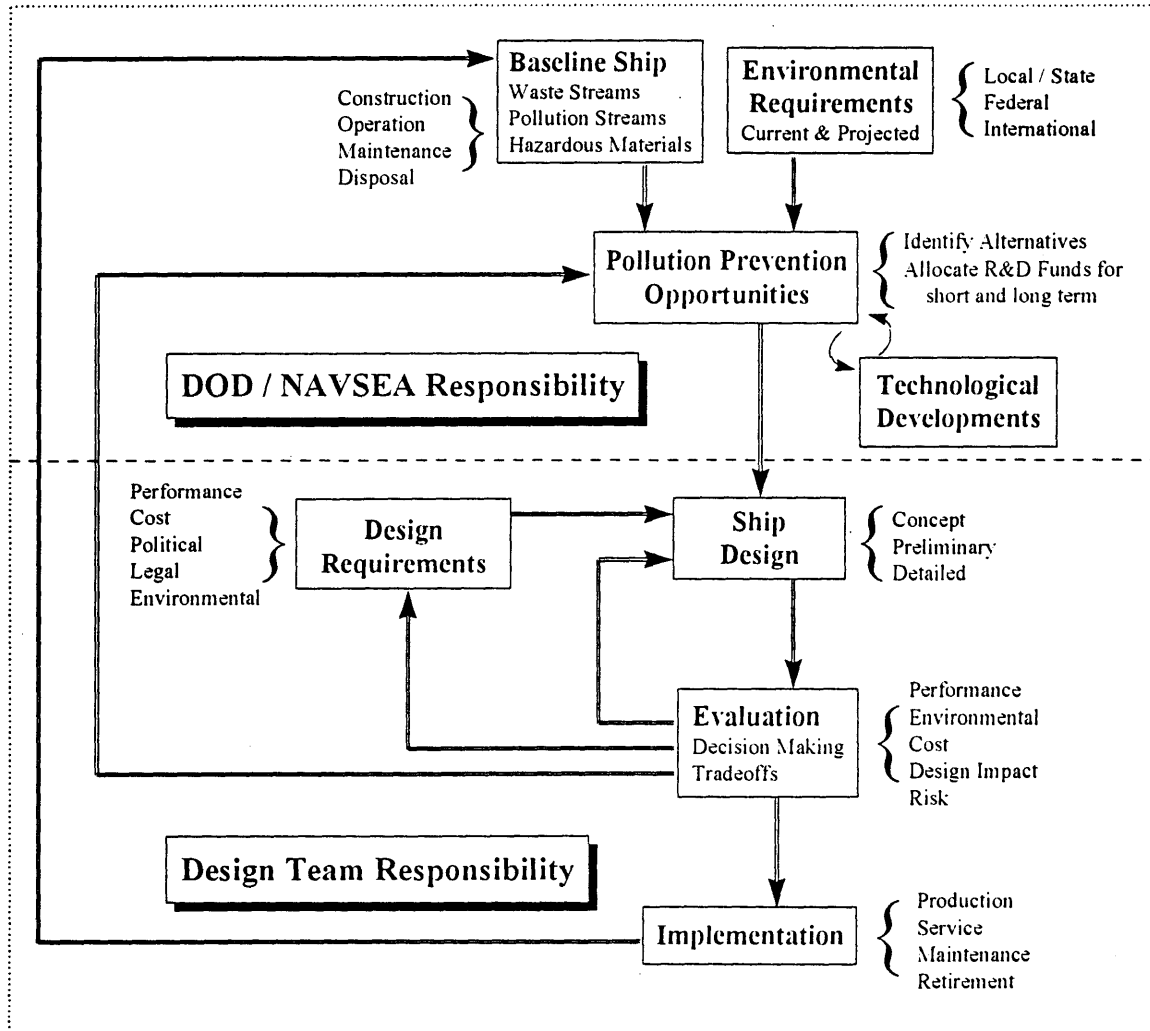 Baseline Ship
Waste Streams
Pollution Streams
Hazardous Materials
Construction
Operation
Maintenance
Disposal
Environmental
Requirements
Current & Projected
Local / State
Federal
International
Pollution Prevention
Opportunities
Identify Alternatives
Allocate R&D Funds for
short and long term
Technological
Developments
DOD / NAVSEA Responsibility
Performance
Cost
Political
Legal
Environmental
Design
Requirements
Ship
Design
Concept
Preliminary
Detailed
Evaluation
Decision Making
Tradeoffs
Performance
Environmental
Cost
Design Impact
Risk
Design Team Responsibility
Implementation
Production
Service
Maintenance
Retirement